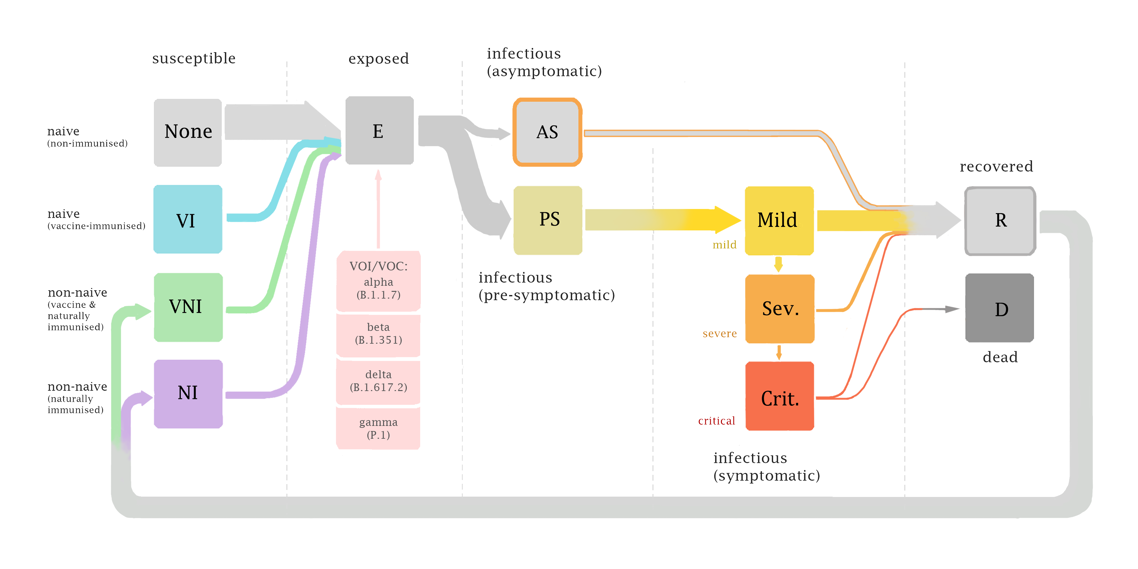 susceptible
exposed
infectious
(asymptomatic)
naive
(non-immunised)
None
E
AS
recovered
naive
(vaccine-immunised)
VI
PS
Mild
mild
R
infectious
(pre-symptomatic)
VOI/VOC:
alpha
(B.1.1.7)
beta
(B.1.351)
delta
(B.1.617.2)
gamma
(P.1)
non-naive
(vaccine &
naturally
immunised)
VNI
Sev.
severe
D
dead
non-naive
(naturally
immunised)
NI
Crit.
critical
infectious
(symptomatic)